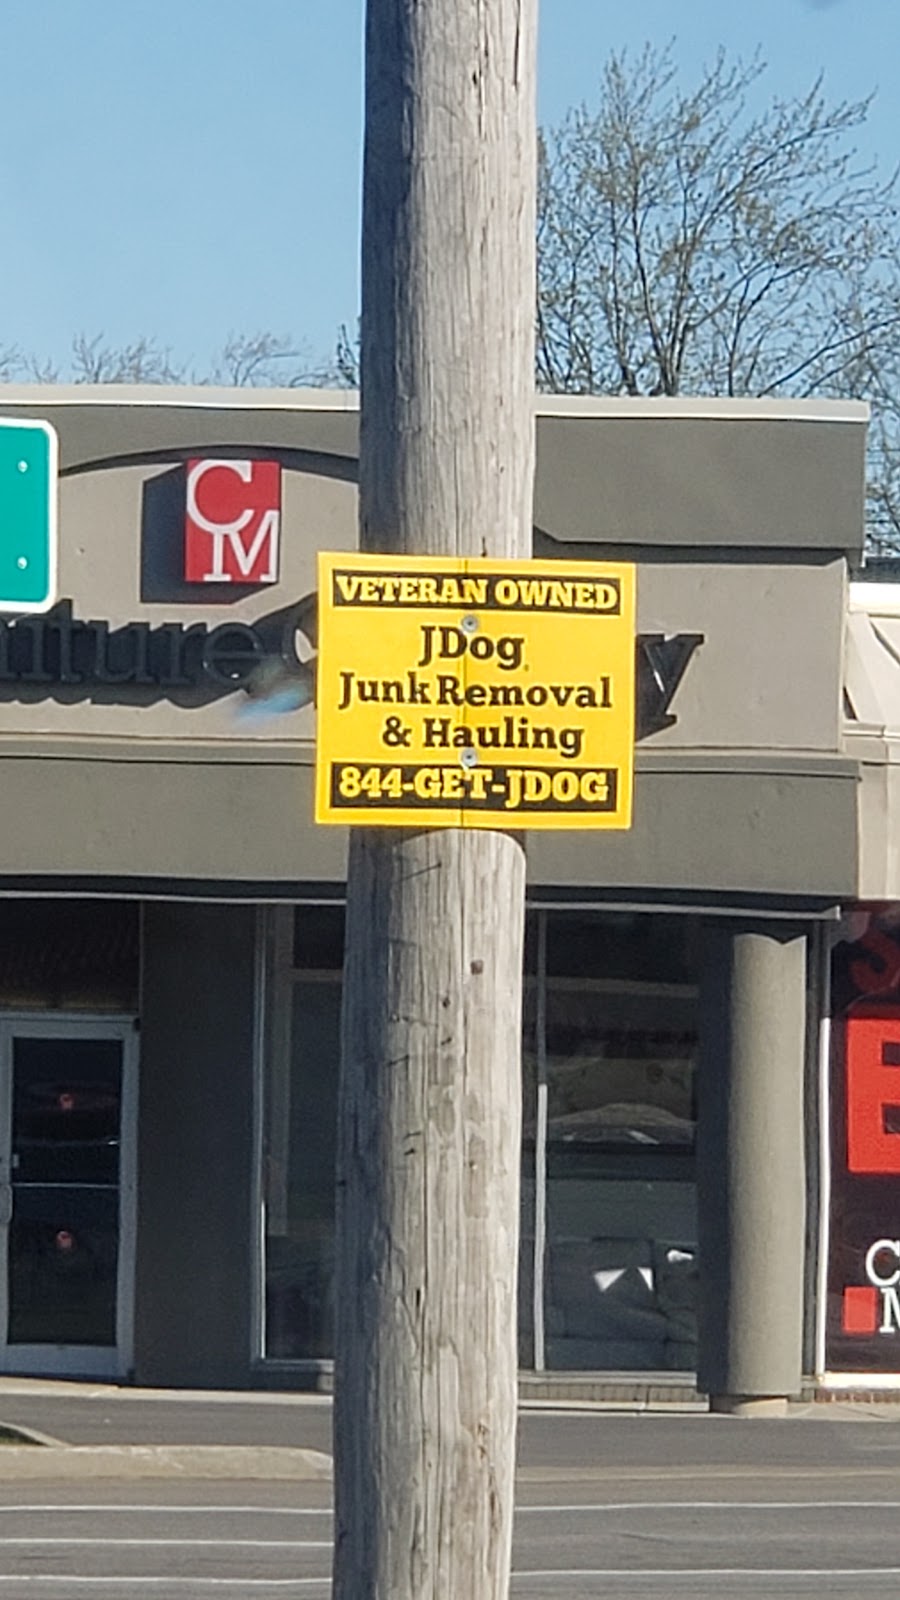 CM
VETERAN OWNED
JDog
Junk Removal
& Hauling
844-GET-JDOG
C
M